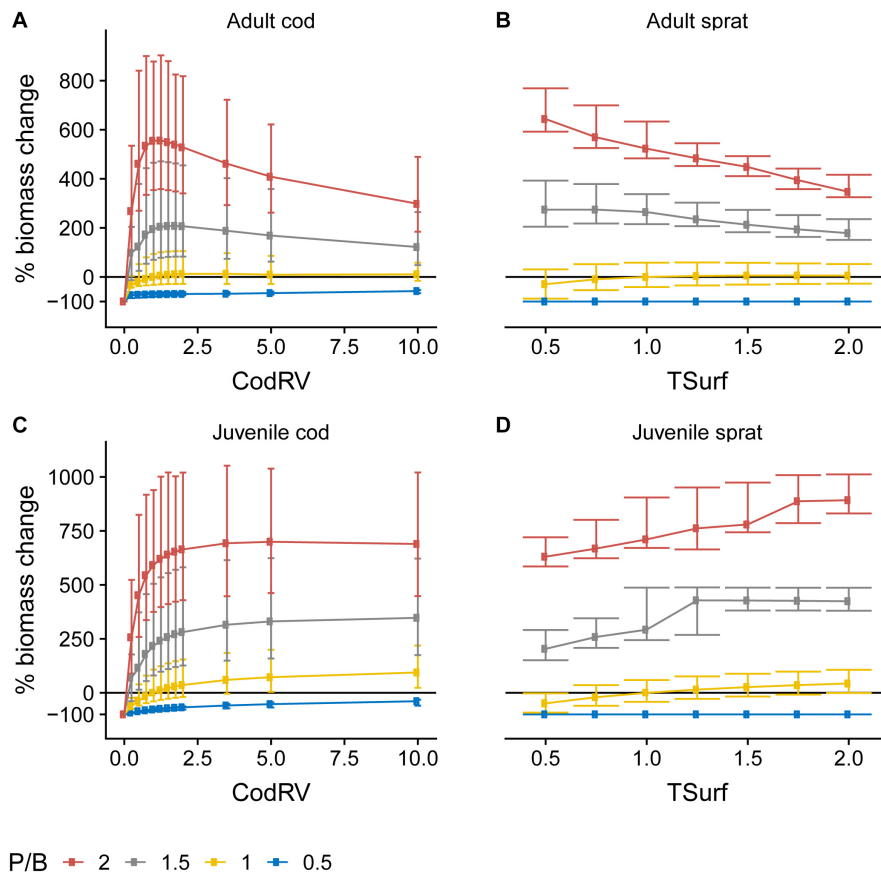 A
Adult cod
B
Adult sprat
% biomass change
800
600
400
200
0
−100
0.0 2.5 5.0 7.5 10.0
0.5 1.0 1.5 2.0
CodRV
TSurf
C
Juvenile cod
D
Juvenile sprat
% biomass change
1000
750
500
250
0
−100
0.0 2.5 5.0 7.5 10.0
0.5 1.0 1.5 2.0
CodRV
TSurf
P/B 2 1.5 1 0.5